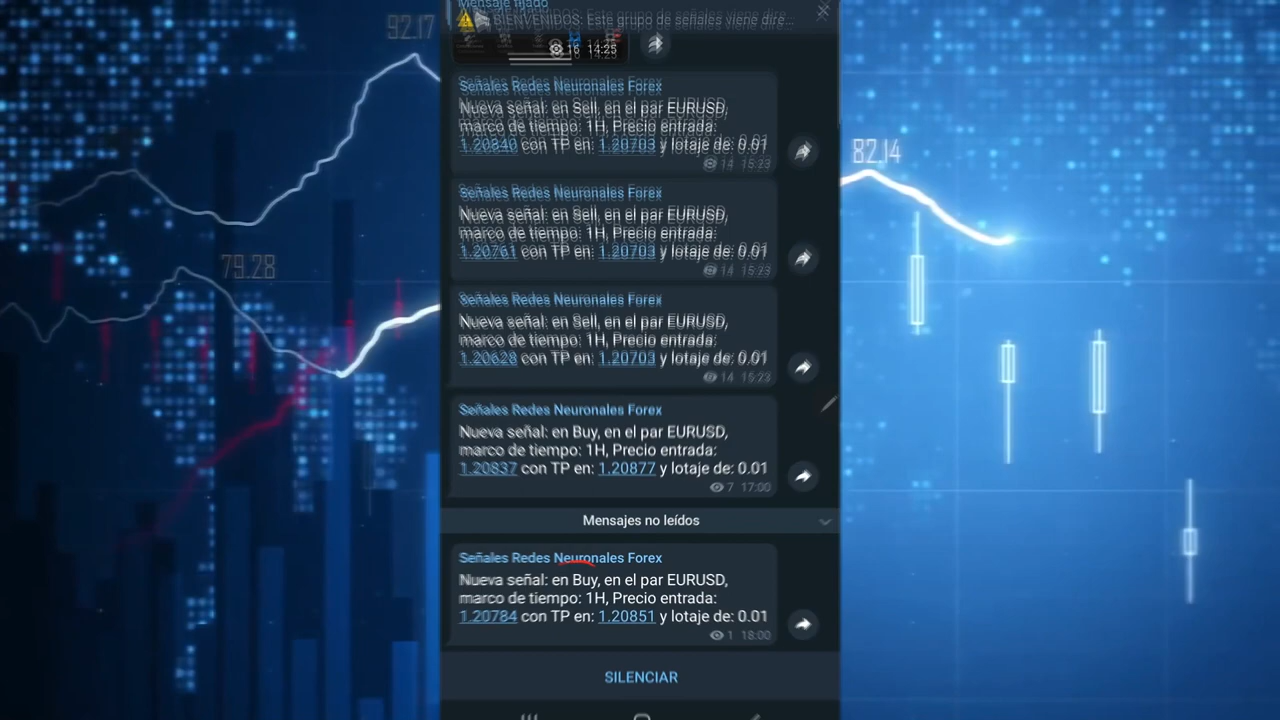 92.17
79.28
82.14
Mensaje fijado
BIENVENIDOS: Este grupo de señales viene dire...
16 14:25
Señales Redes Neuronales Forex
Nueva señal: en Sell, en el par EURUSD,
marco de tiempo: 1H, Precio entrada:
1.20840 con TP en: 1.20703 y lotaje de: 0.01
14 15:23
Señales Redes Neuronales Forex
Nueva señal: en Sell, en el par EURUSD,
marco de tiempo: 1H, Precio entrada:
1.20761 con TP en: 1.20703 y lotaje de: 0.01
14 15:23
Señales Redes Neuronales Forex
Nueva señal: en Sell, en el par EURUSD,
marco de tiempo: 1H, Precio entrada:
1.20628 con TP en: 1.20703 y lotaje de: 0.01
14 15:23
Señales Redes Neuronales Forex
Nueva señal: en Buy, en el par EURUSD,
marco de tiempo: 1H, Precio entrada:
1.20837 con TP en: 1.20877 y lotaje de: 0.01
7 17:00
Mensajes no leídos
Señales Redes Neuronales Forex
Nueva señal: en Buy, en el par EURUSD,
marco de tiempo: 1H, Precio entrada:
1.20784 con TP en: 1.20851 y lotaje de: 0.01
1 18:00
SILENCIAR